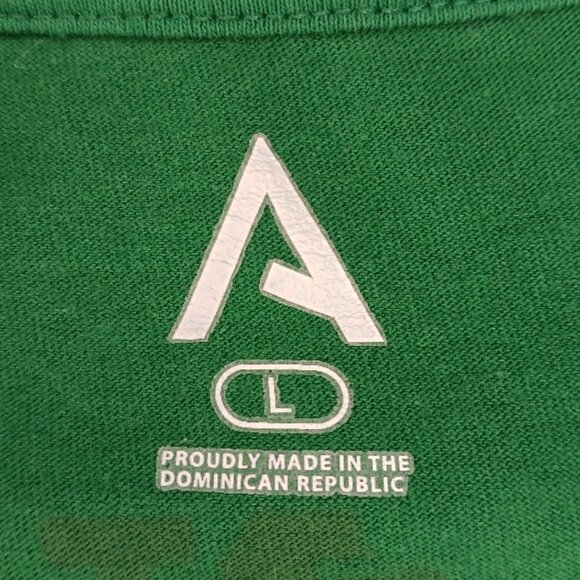 A
L
PROUDLY MADE IN THE
DOMINICAN REPUBLIC